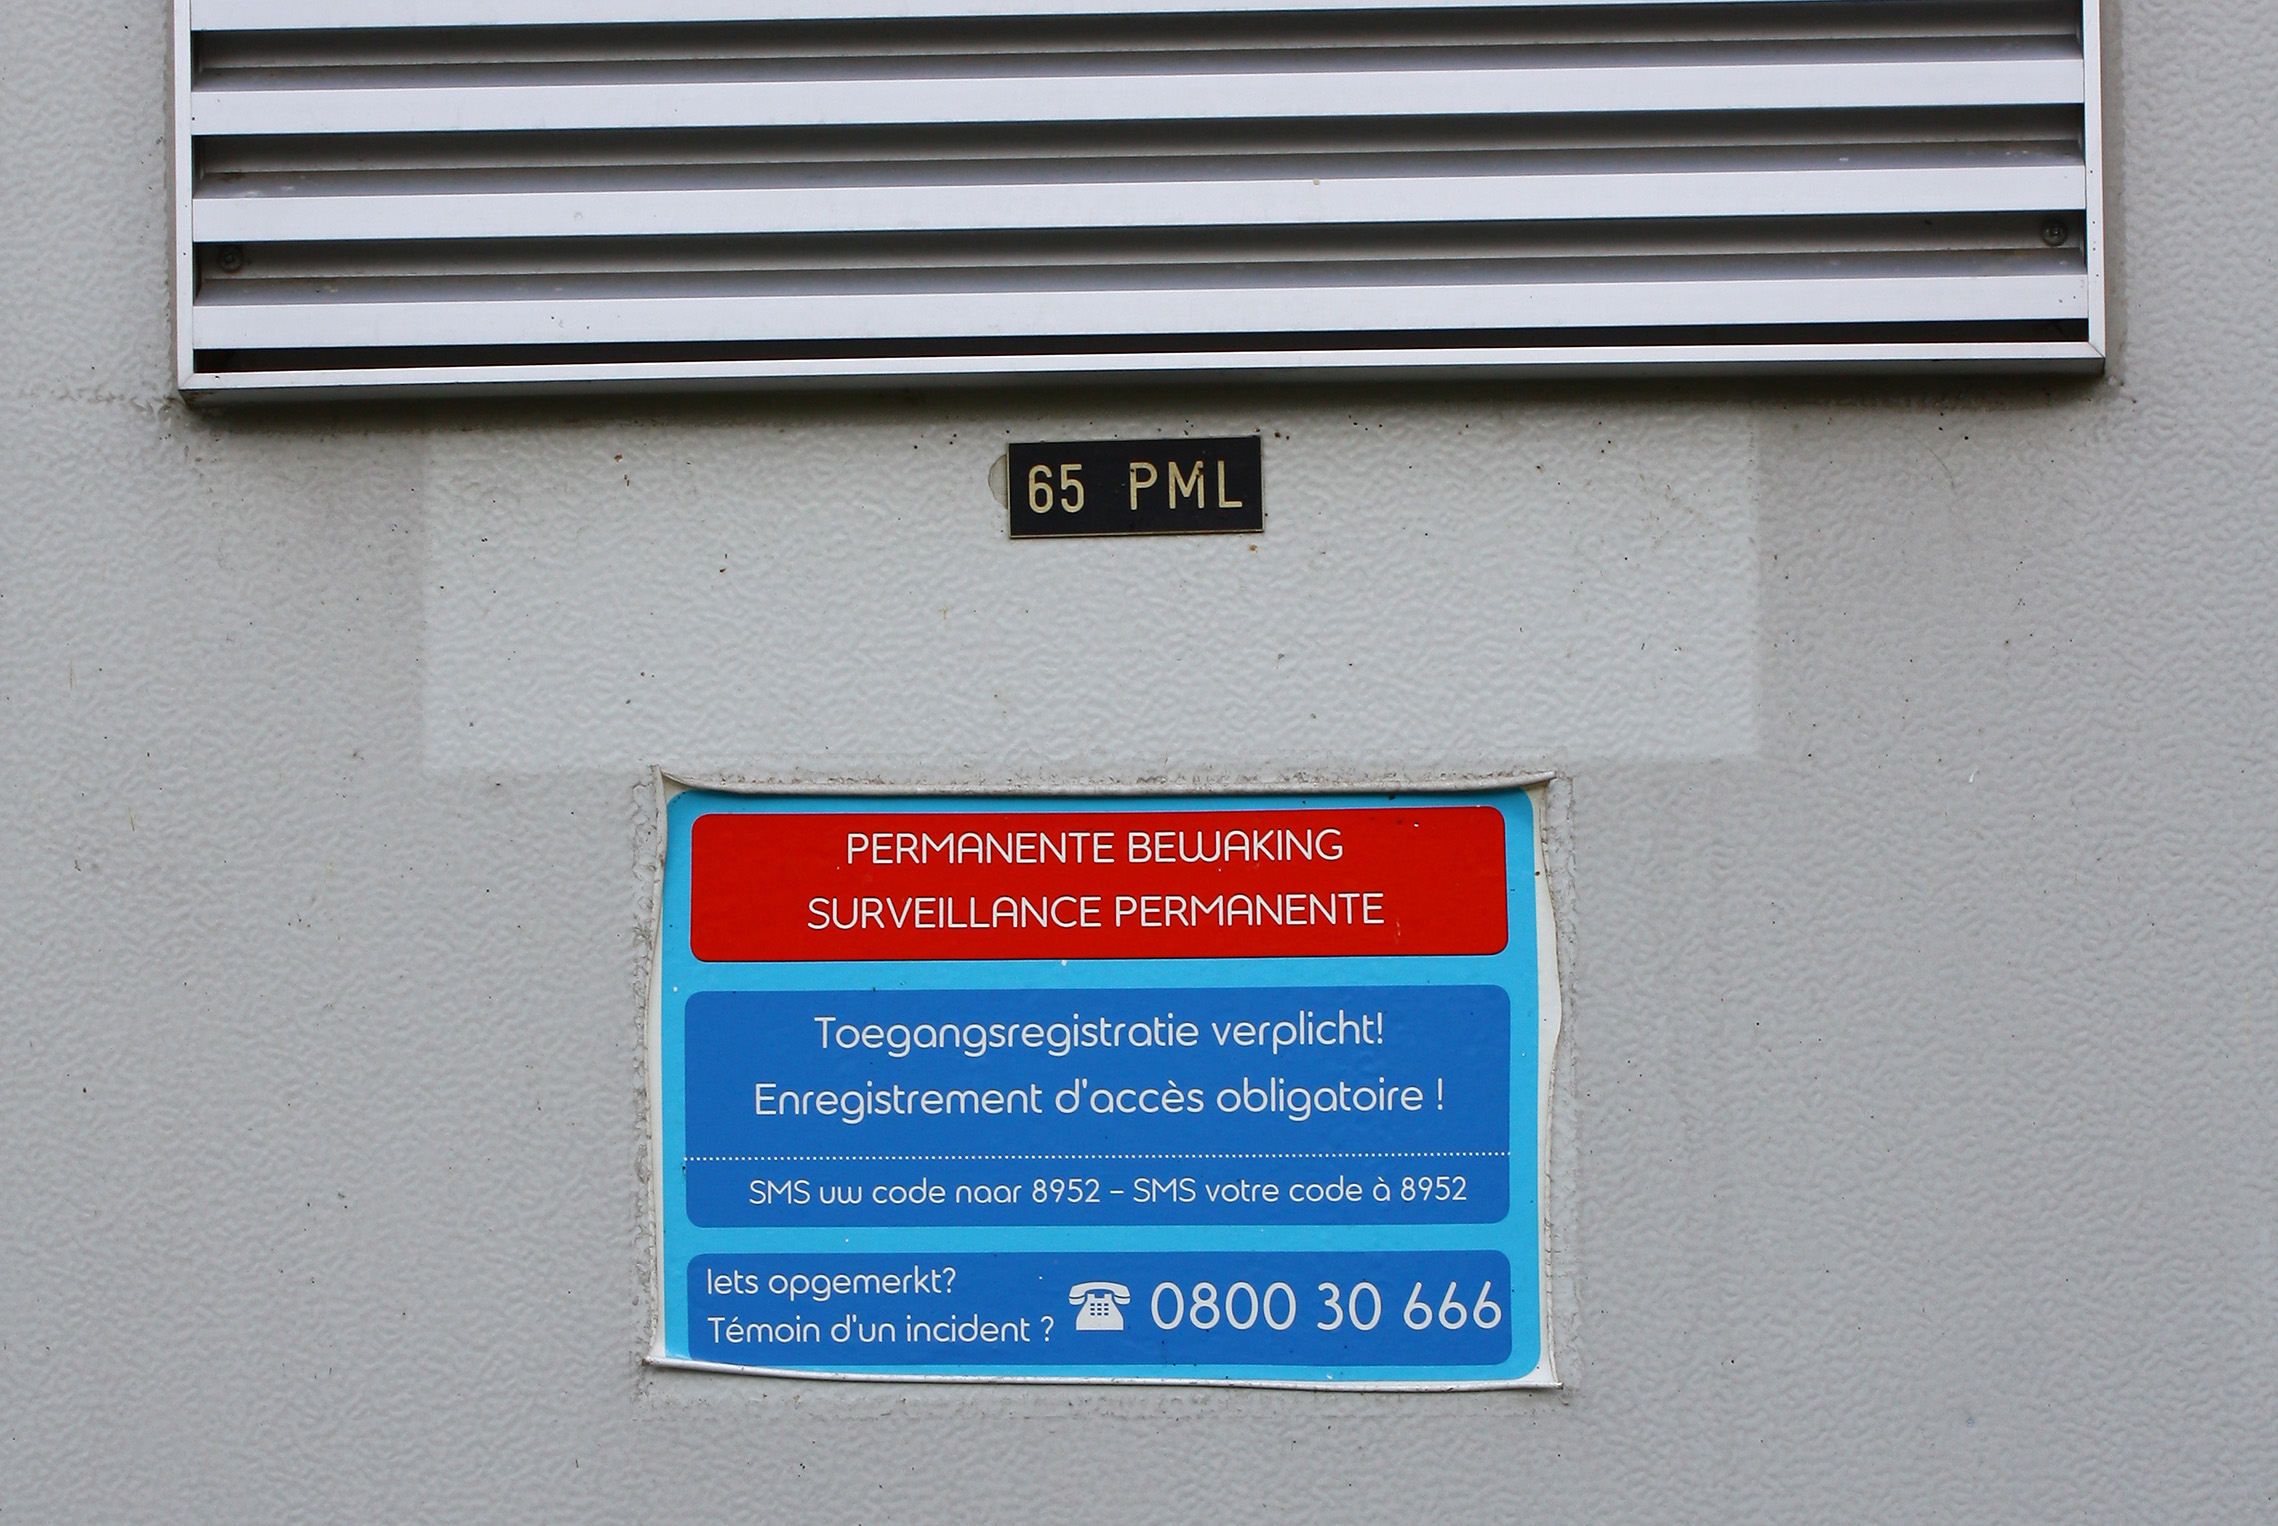 65 PML
PERMANENTE BEWAKING
SURVEILLANCE PERMANENTE
Toegangsregistratie verplicht!
Enregistrement d'accès obligatoire !
SMS uw code naar 8952 – SMS votre code à 8952
Iets opgemerkt?
Témoin d'un incident ?
0800 30 666